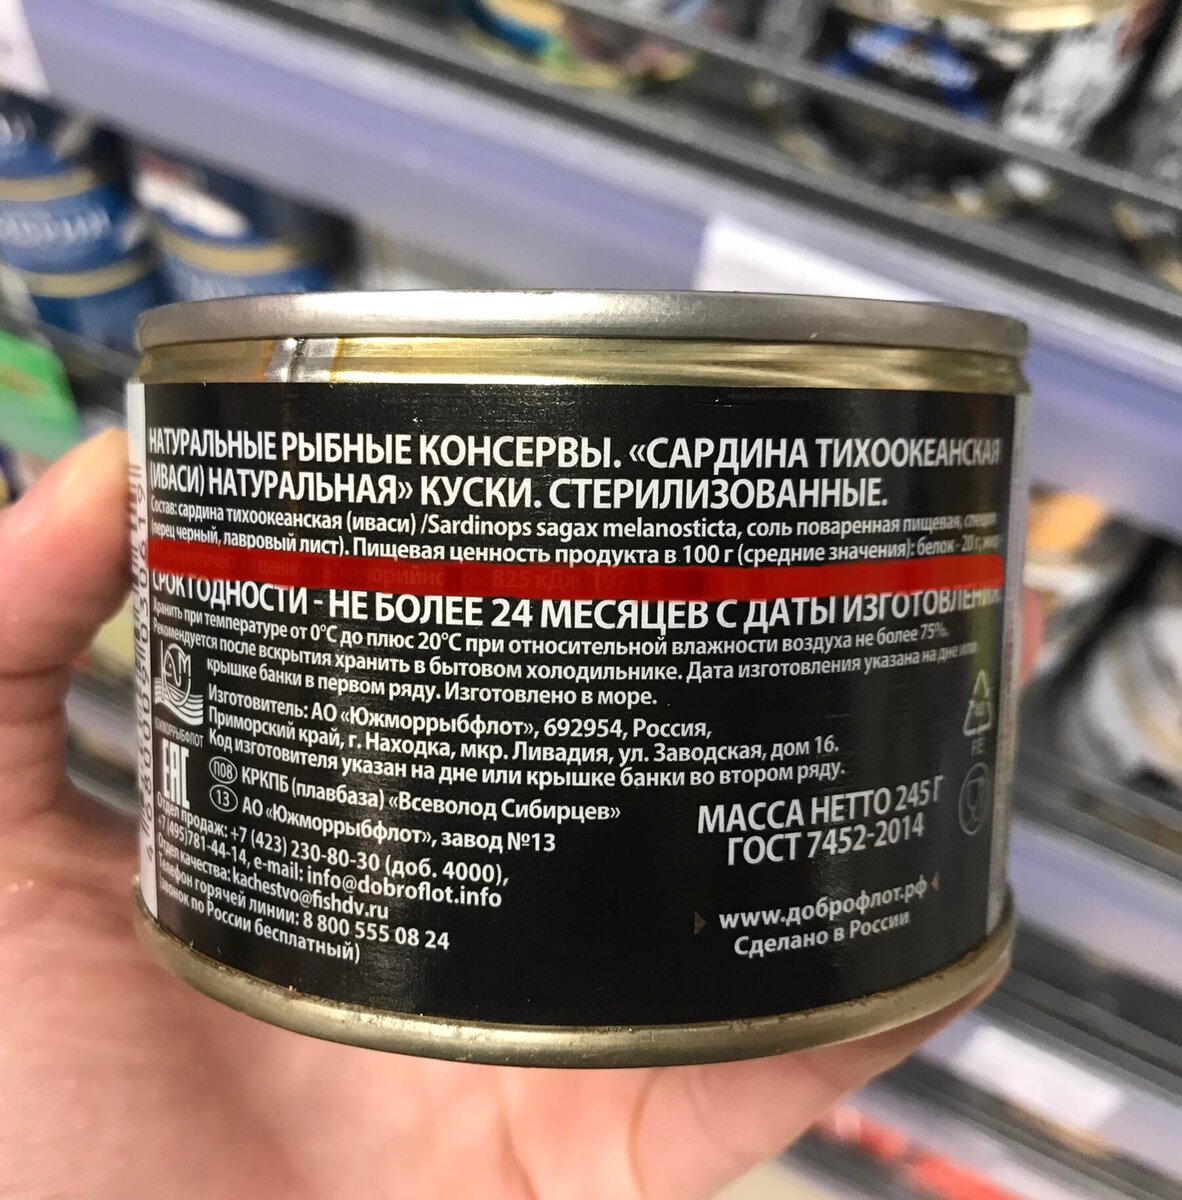 НАТУРАЛЬНЫЕ РЫБНЫЕ КОНСЕРВЫ. «САРДИНА ТИХООКЕАНСКАЯ
(ИВАСИ) НАТУРАЛЬНАЯ» КУСКИ. СТЕРИЛИЗОВАННЫЕ.
Состав: сардина тихоокеанская (иваси) /Sardinops sagax melanosticta, соль поваренная пищевая,
(перец черный, лавровый лист). Пищевая ценность продукта в 100 г (средние значения): белок - 20 г,
825 кДж
СРОК ГОДНОСТИ - НЕ БОЛЕЕ 24 МЕСЯЦЕВ С ДАТЫ ИЗГОТОВЛЕНИЯ.
Хранить при температуре от 0°С до плюс 20°С при относительной влажности воздуха не более 75%.
Рекомендуется после вскрытия хранить в бытовом холодильнике. Дата изготовления указана на дне или
крышке банки в первом ряду. Изготовлено в море.
Изготовитель: АО «Южморрыбфлот», 692954, Россия,
Приморский край, г. Находка, мкр. Ливадия, ул. Заводская, дом 16.
Код изготовителя указан на дне или крышке банки во втором ряду.
ЮЖМОРРЫБФЛОТ
ЕАС
П08 КРКПБ (плавбаза) «Всеволод Сибирцев»
13 АО «Южморрыбфлот», завод №13
Отдел продаж: +7 (423) 230-80-30 (доб. 4000),
+7 (495)781-44-14, e-mail: info@dobroflot.info
Отдел качества: kachestvo@fishdv.ru
Телефон горячей линии: 8 800 555 08 24
(звонок по России бесплатный)
FE
МАССА НЕТТО 245 Г
ГОСТ 7452-2014
www.доброфлот.рф
Сделано в России